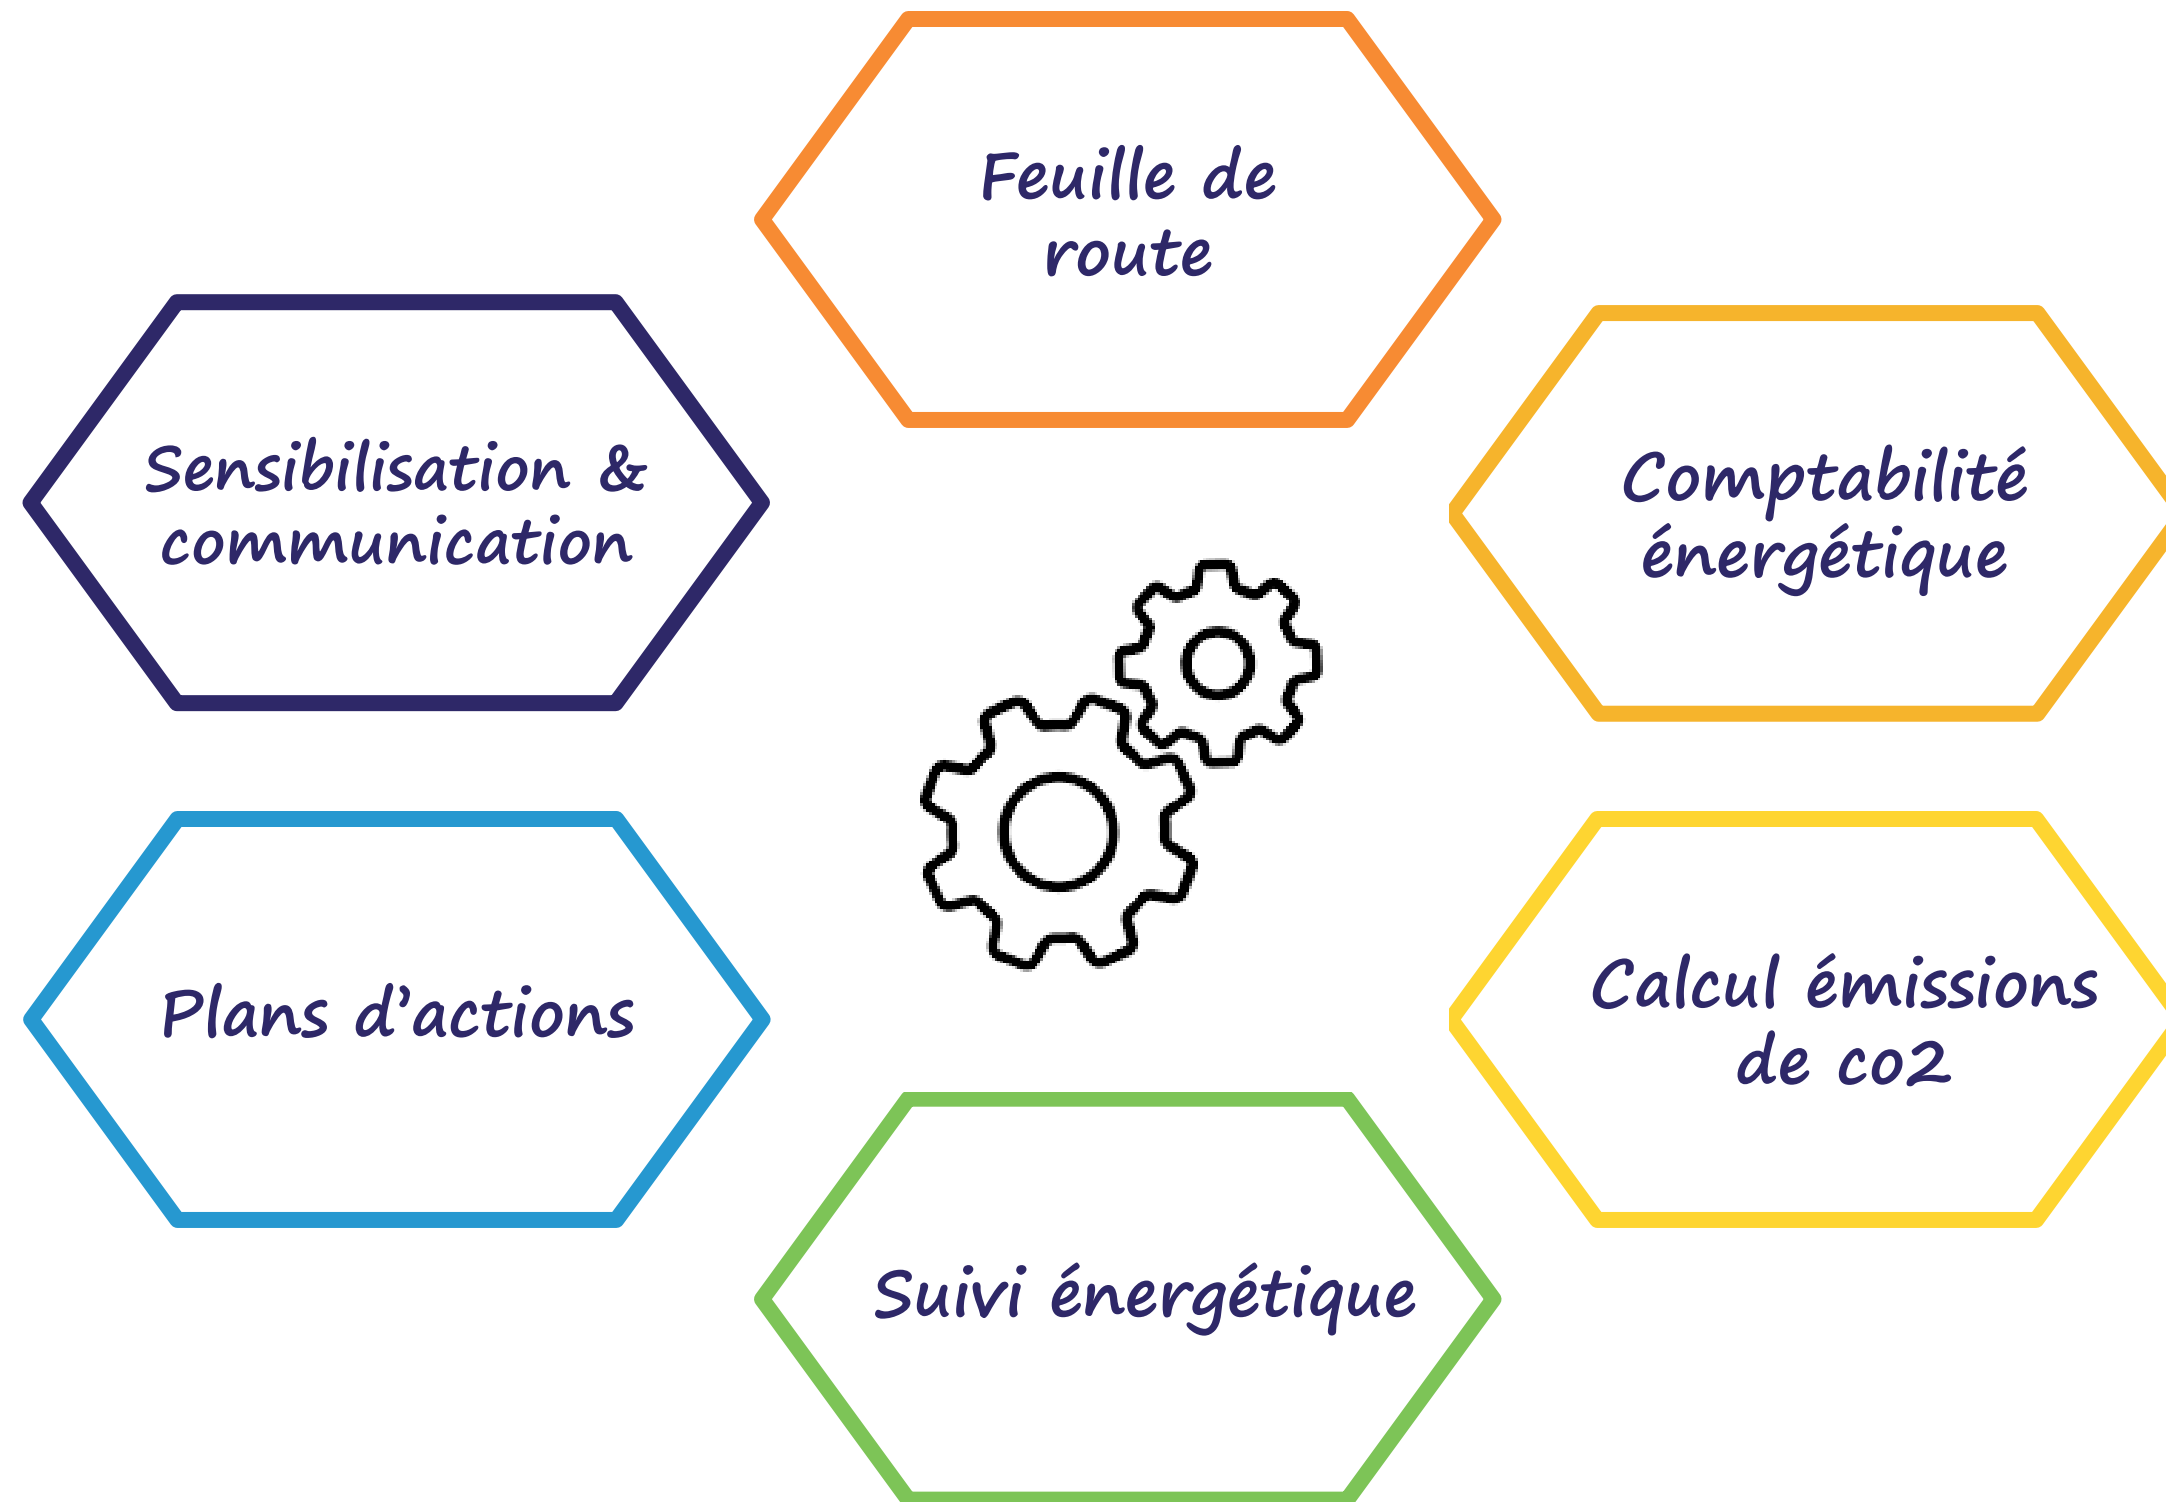 Feuille de
route
Sensibilisation &
communication
Comptabilité
énergétique
Plans d’actions
Calcul émissions
de co2
Suivi énergétique